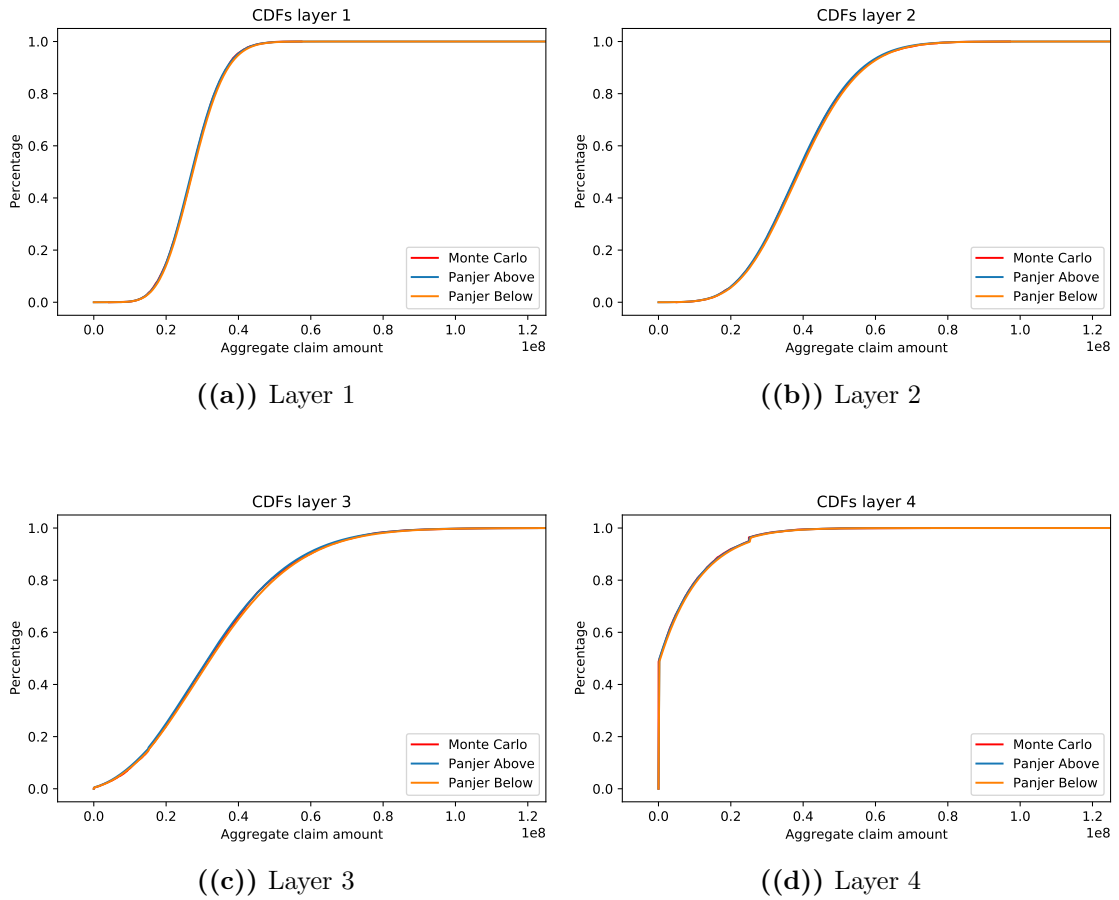 CDFs layer 1
1.0
0.8
0.6
0.4
0.2
0.0
Percentage
Monte Carlo
Panjer Above
Panjer Below
0.0 0.2 0.4 0.6 0.8 1.0 1.2
1e8
Aggregate claim amount
((a)) Layer 1
CDFs layer 2
1.0
0.8
0.6
0.4
0.2
0.0
Percentage
Monte Carlo
Panjer Above
Panjer Below
0.0 0.2 0.4 0.6 0.8 1.0 1.2
1e8
Aggregate claim amount
((b)) Layer 2
CDFs layer 3
1.0
0.8
0.6
0.4
0.2
0.0
Percentage
Monte Carlo
Panjer Above
Panjer Below
0.0 0.2 0.4 0.6 0.8 1.0 1.2
1e8
Aggregate claim amount
((c)) Layer 3
CDFs layer 4
1.0
0.8
0.6
0.4
0.2
0.0
Percentage
Monte Carlo
Panjer Above
Panjer Below
0.0 0.2 0.4 0.6 0.8 1.0 1.2
1e8
Aggregate claim amount
((d)) Layer 4